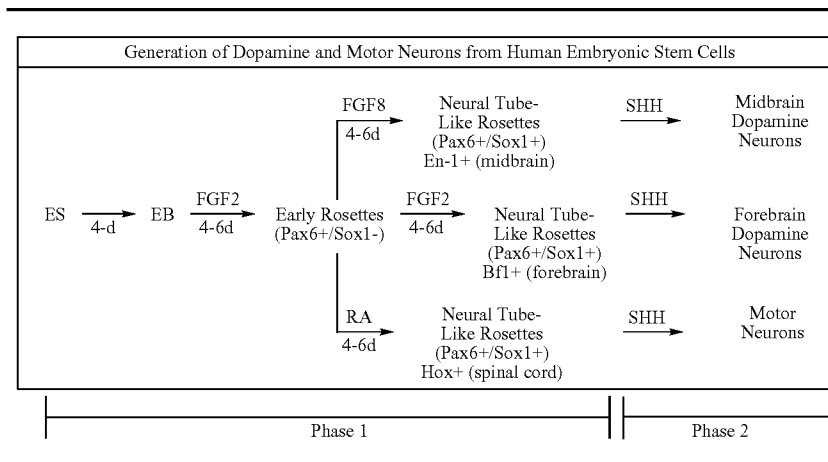 Generation of Dopamine and Motor Neurons from Human Embryonic Stem Cells
FGF8
4-6d
Neural Tube-
Like Rosettes
(Pax6+/Sox1+)
En-1+ (midbrain)
SHH
Midbrain
Dopamine
Neurons
ES
4-d
EB
FGF2
4-6d
Early Rosettes
(Pax6+/Sox1-)
FGF2
4-6d
Neural Tube-
Like Rosettes
(Pax6+/Sox1+)
Bf1+ (forebrain)
SHH
Forebrain
Dopamine
Neurons
RA
4-6d
Neural Tube-
Like Rosettes
(Pax6+/Sox1+)
Hox+ (spinal cord)
SHH
Motor
Neurons
Phase 1
Phase 2